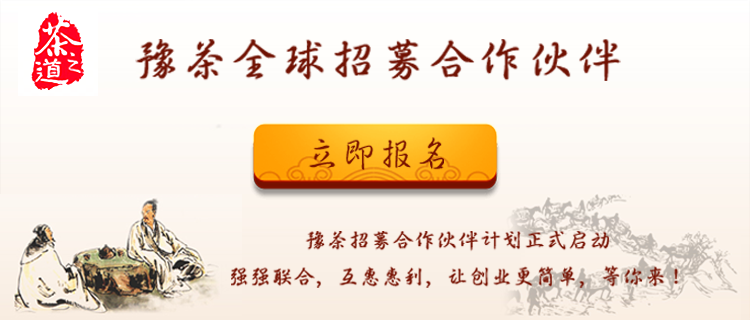 茶之道
豫茶全球招募合作伙伴
立即报名
豫茶招募合作伙伴计划正式启动
强强联合，互惠惠利，让创业更简单，等你来！